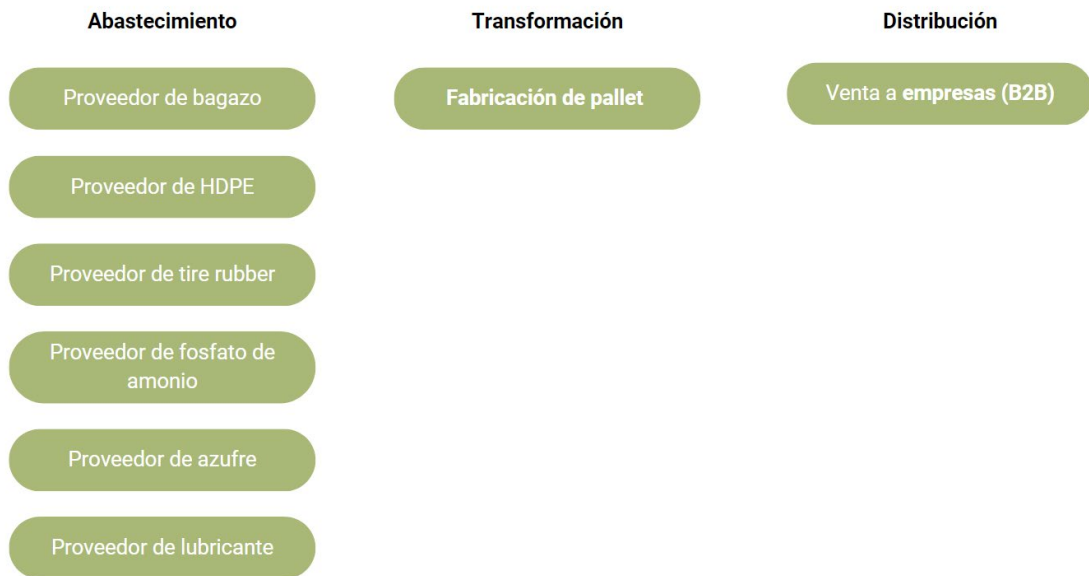 Abastecimiento
Transformación
Distribución
Proveedor de bagazo
Fabricación de pallet
Venta a empresas (B2B)
Proveedor de HDPE
Proveedor de tire rubber
Proveedor de fosfato de
amonio
Proveedor de azufre
Proveedor de lubricante